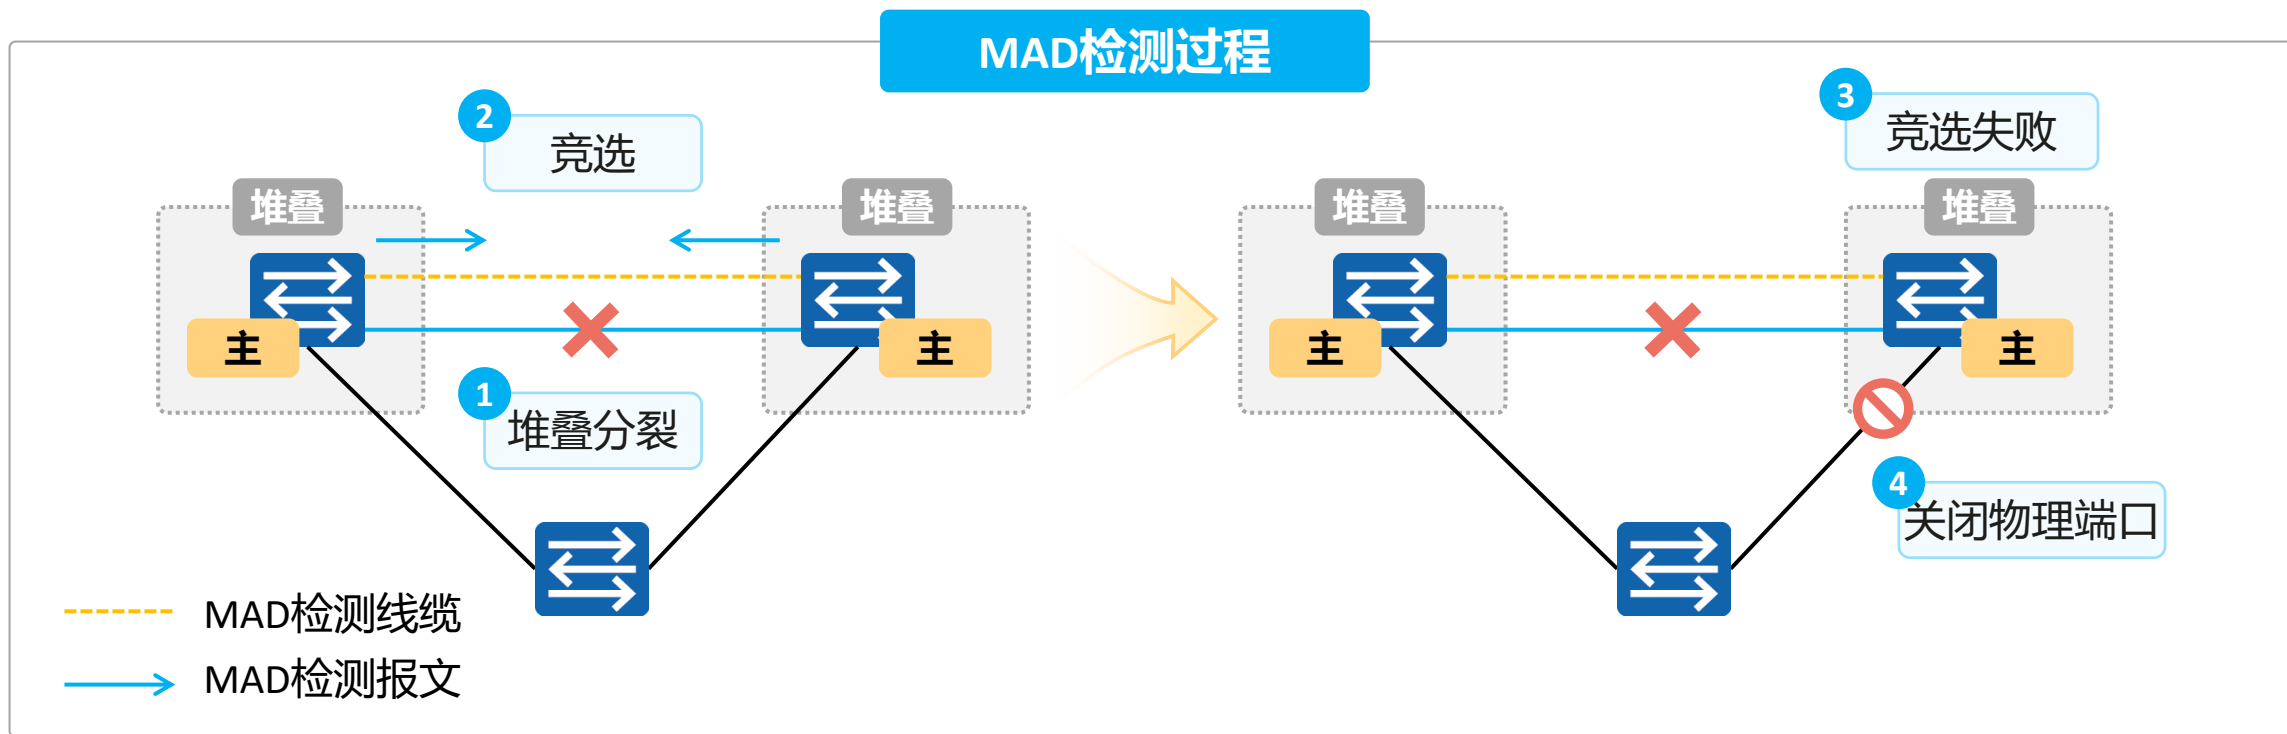 MAD检测过程
2
竞选
3
竞选失败
堆叠
堆叠
堆叠
堆叠
主
主
主
主
1
堆叠分裂
4
关闭物理端口
MAD检测线缆
MAD检测报文